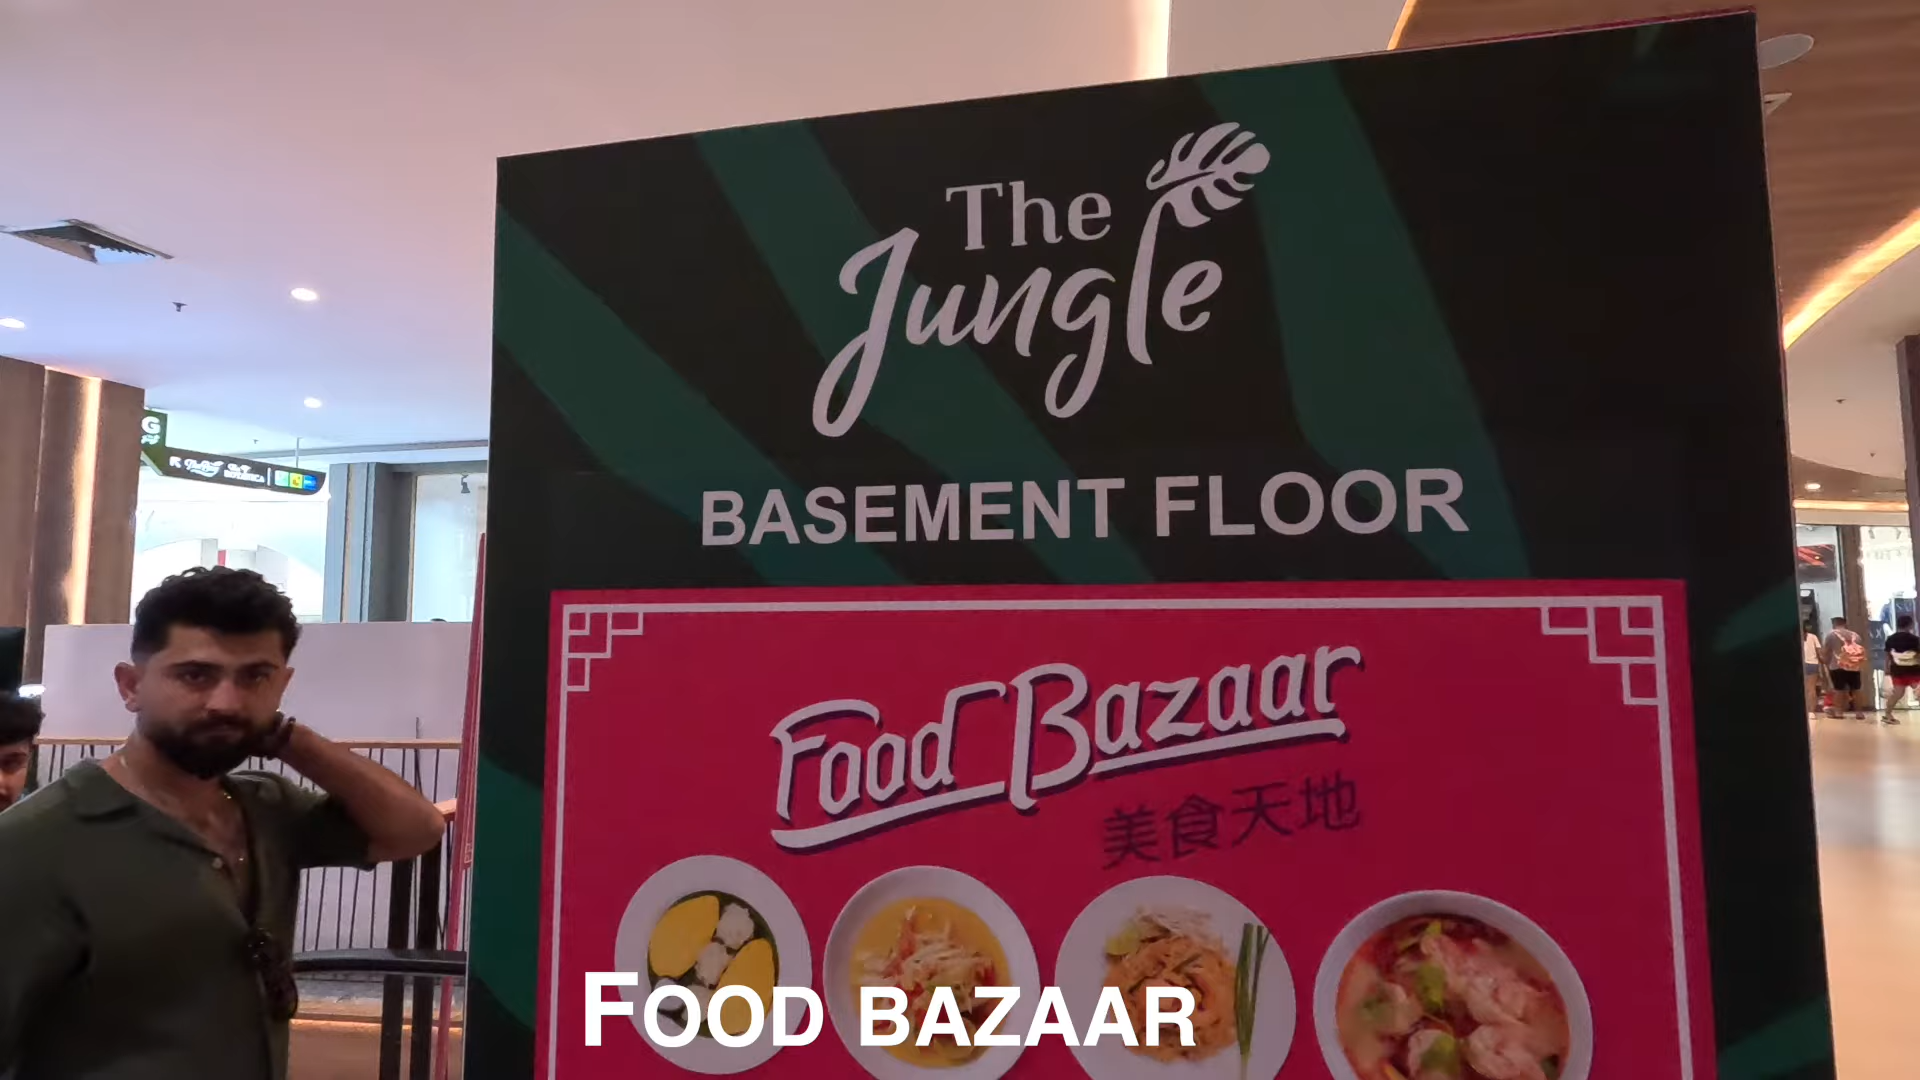 The
Jungle
BASEMENT FLOOR
Food Bazaar
美食天地
G
FOOD BAZAAR